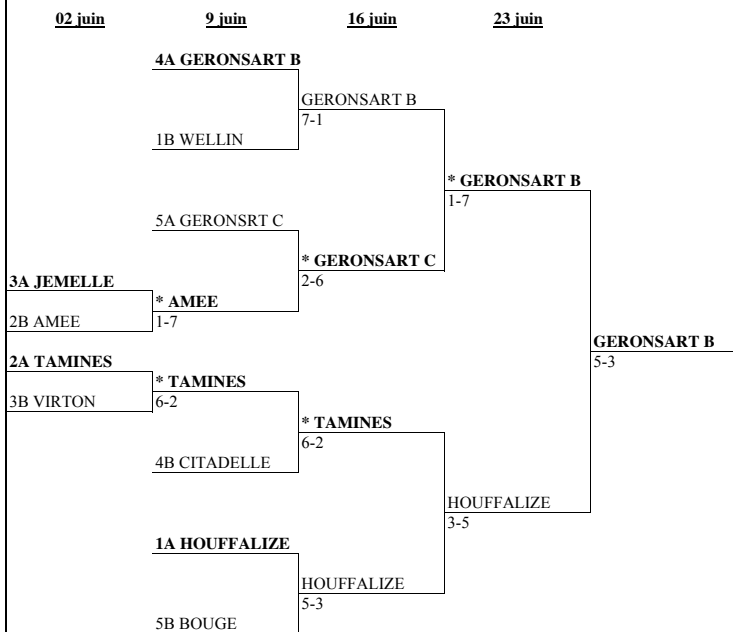 02 juin 9 juin 16 juin 23 juin
4A GERONSART B
GERONSART B
7-1
1B WELLIN
* GERONSART B
1-7
5A GERONSRT C
* GERONSART C
2-6
3A JEMELLE
* AMEE
1-7
2B AMEE
GERONSART B
5-3
2A TAMINES
* TAMINES
6-2
3B VIRTON
* TAMINES
6-2
4B CITADELLE
HOUFFALIZE
3-5
1A HOUFFALIZE
HOUFFALIZE
5-3
5B BOUGE